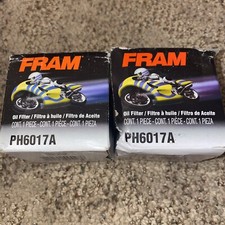 FRAM
Oil Filter / Filtre à huile / Filtro de Aceite
CONT. 1 PIECE - CONT. 1 PIÈCE - CONT. 1 PIEZA
PH6017A
FRAM
Oil Filter / Filtre à huile / Filtro de Aceite
CONT. 1 PIECE - CONT. 1 PIÈCE - CONT. 1 PIEZA
PH6017A